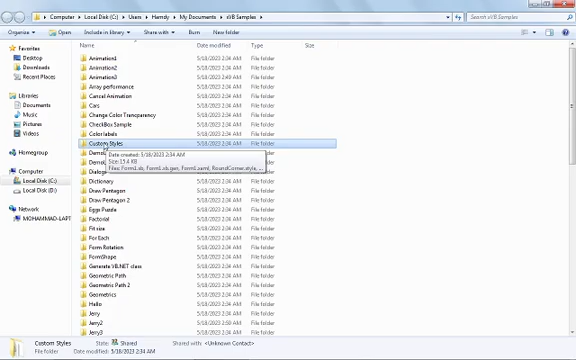 Computer ▸ Local Disk (C:) ▸ Users ▸ Hamdy ▸ My Documents ▸ sVB Samples ▸
Search sVB Samples
Organise ▾ Open Include in library ▾ Share with ▾ Burn New folder
Name Date modified Type Size
Favorites
Desktop
Downloads
Recent Places
Libraries
Documents
Music
Pictures
Videos
Homegroup
Computer
Local Disk (C:)
Local Disk (D:)
Network
MOHAMMAD-LAPT
Animation1 5/18/2023 2:34 AM File folder
Animation2 5/18/2023 2:34 AM File folder
Animation3 5/18/2023 2:49 AM File folder
Array performance 5/18/2023 2:34 AM File folder
Cancel Animation 5/18/2023 2:34 AM File folder
Cars 5/18/2023 2:34 AM File folder
Change Color Transparency 5/18/2023 2:34 AM File folder
CheckBox Sample 5/18/2023 2:34 AM File folder
Color labels 5/18/2023 2:34 AM File folder
Custom Styles 5/18/2023 2:34 AM File folder
Date created: 5/18/2023 2:34 AM
Size: 15.4 KB
Files: Form1.sb, Form1.sb.gen, Form1.xaml, RoundCorner.style, ...
Dictionary 5/18/2023 2:34 AM File folder
Draw Pentagon 5/18/2023 2:34 AM File folder
Draw Pentagon 2 5/18/2023 2:34 AM File folder
Eggs Puzzle 5/18/2023 2:34 AM File folder
Factorial 5/18/2023 2:34 AM File folder
Fit size 5/18/2023 2:34 AM File folder
For Each 5/18/2023 2:34 AM File folder
Form Rotation 5/18/2023 2:34 AM File folder
FormShape 5/18/2023 2:34 AM File folder
Generate VB.NET class 5/18/2023 2:34 AM File folder
Geometric Path 5/18/2023 2:34 AM File folder
Geometric Path 2 5/18/2023 2:34 AM File folder
Geometrics 5/18/2023 2:34 AM File folder
Hello 5/18/2023 2:34 AM File folder
Jerry 5/18/2023 2:34 AM File folder
Jerry2 5/18/2023 2:34 AM File folder
Jerry3 5/18/2023 2:34 AM File folder
Custom Styles State: Shared Shared with: <Unknown Contact>
File folder Date modified: 5/18/2023 2:34 AM